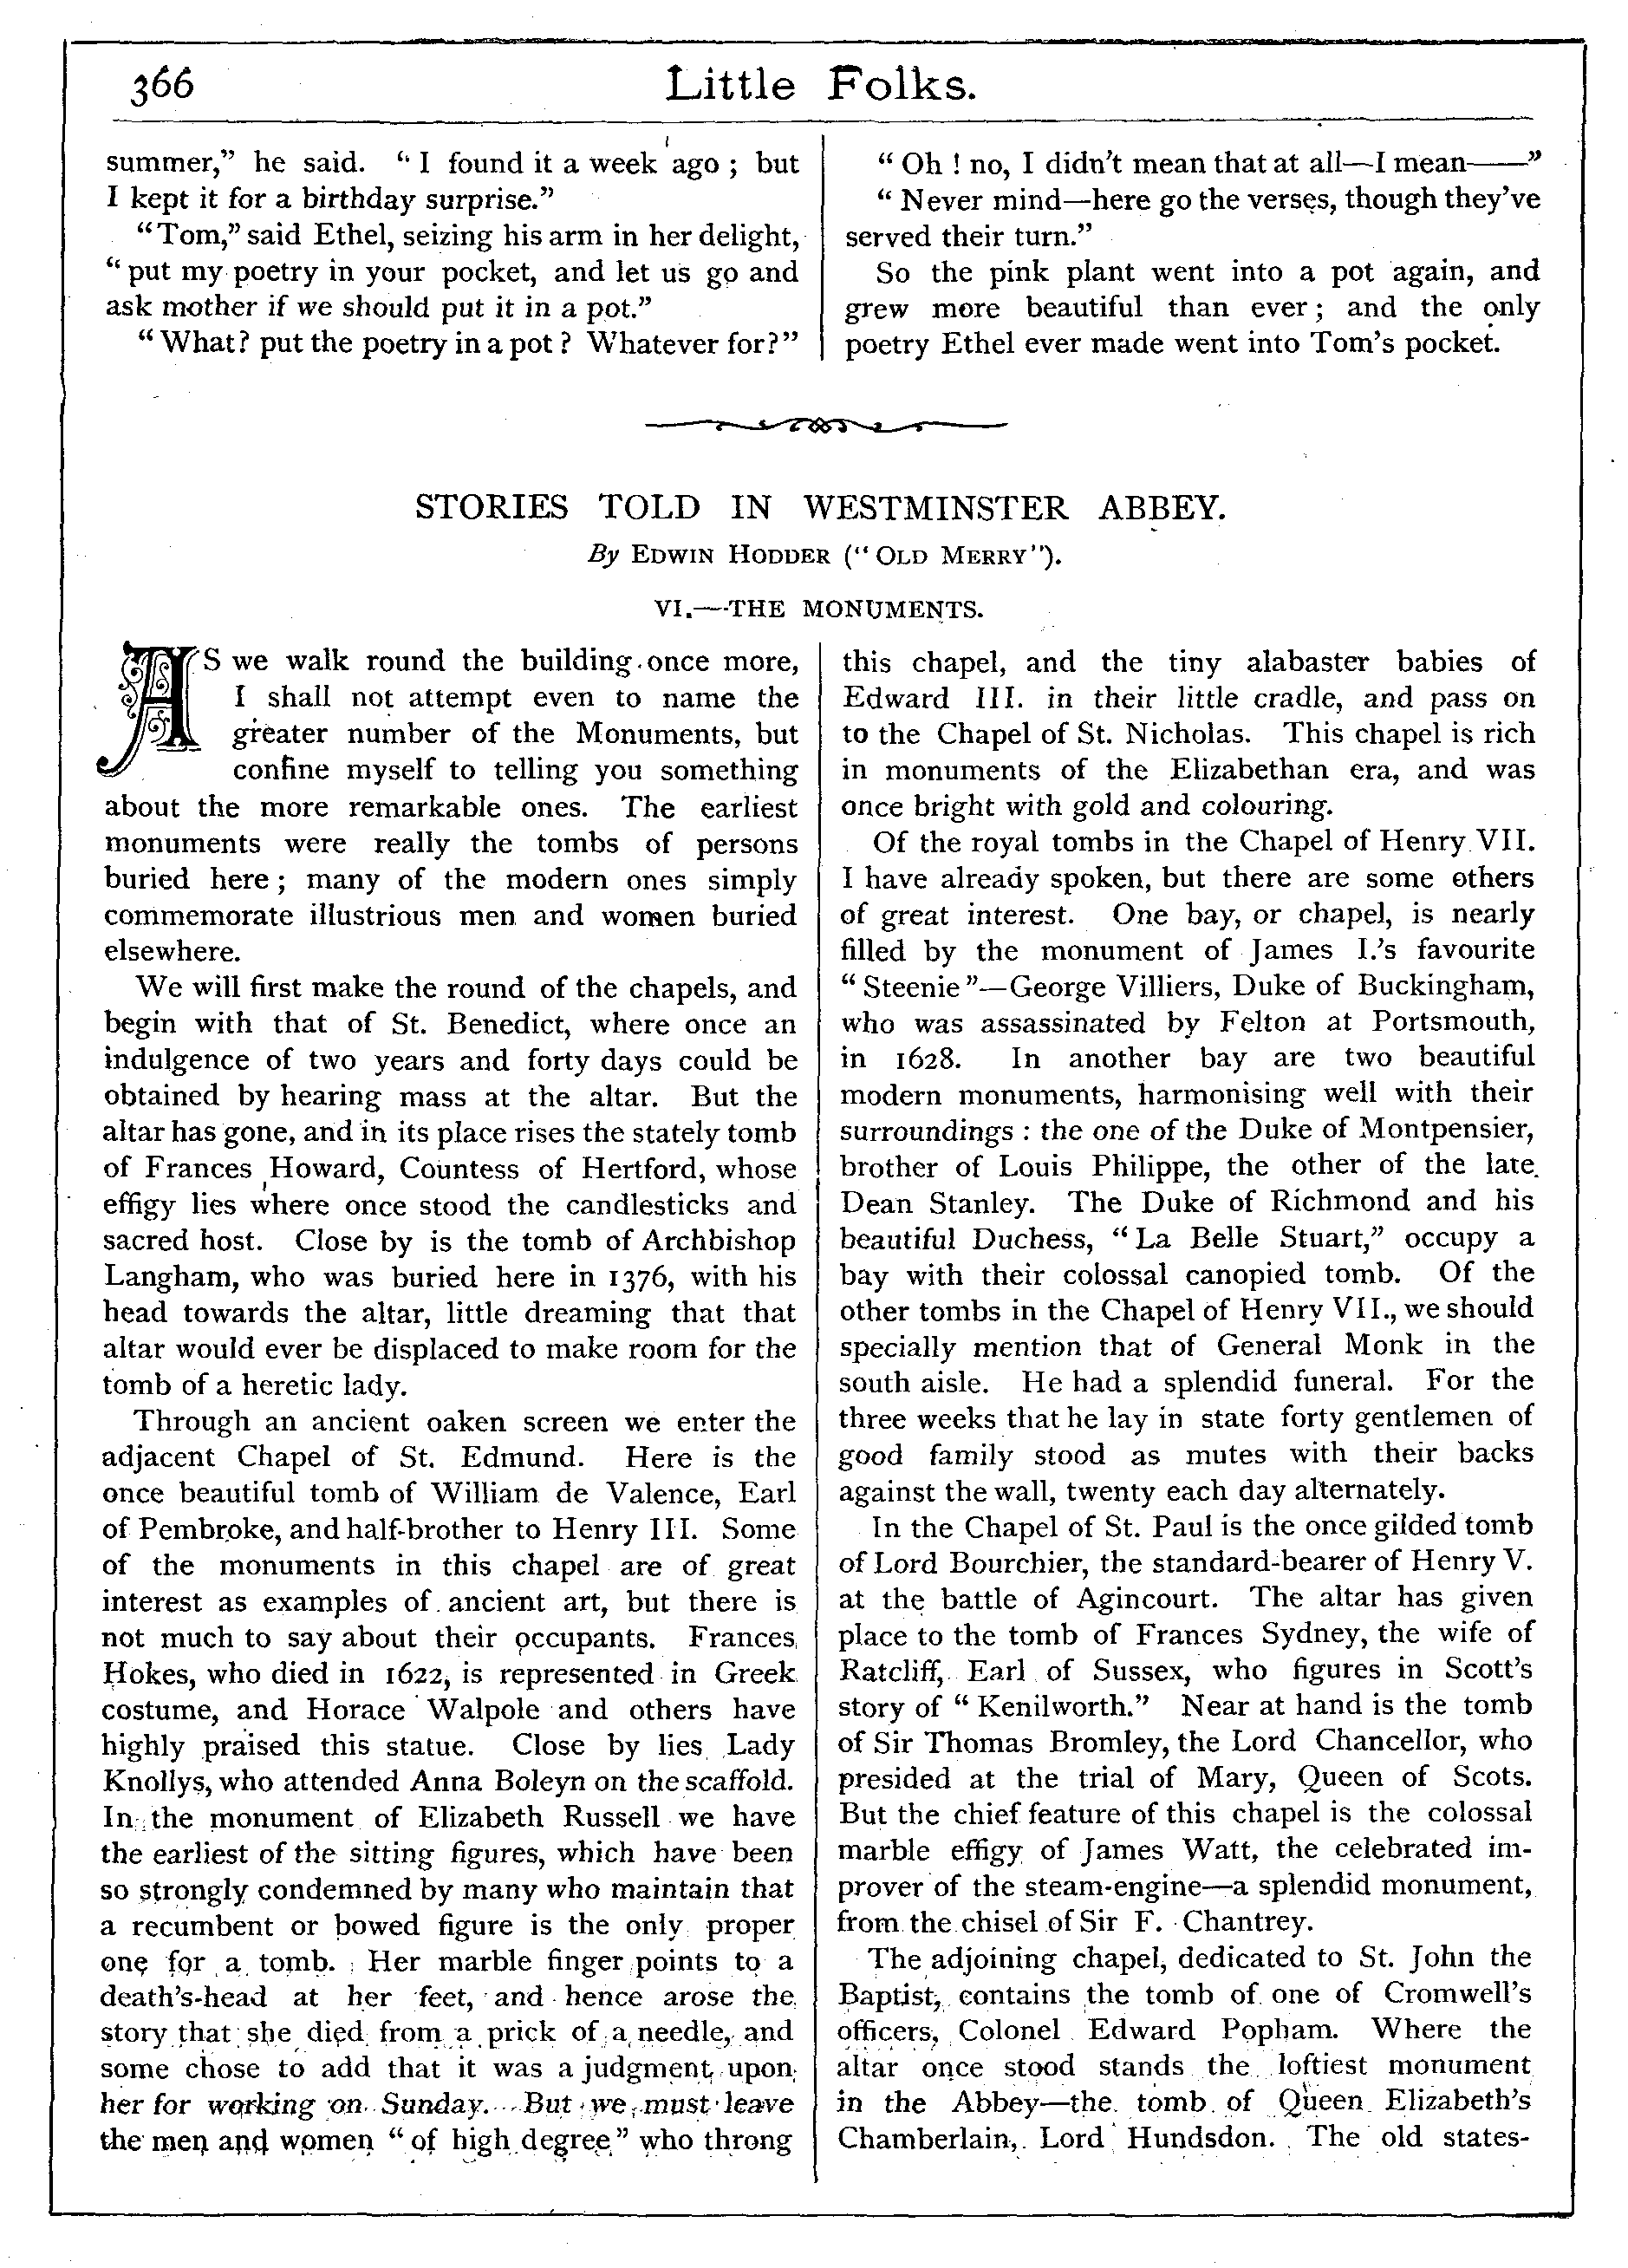 366
Little Folks.
summer,” he said. “I found it a week ago; but
I kept it for a birthday surprise.”
“Tom,” said Ethel, seizing his arm in her delight,
“put my poetry in your pocket, and let us go and
ask mother if we should put it in a pot.”
“What? put the poetry in a pot? Whatever for?”
“Oh! no, I didn’t mean that at all—I mean——”
“Never mind—here go the verses, though they’ve
served their turn.”
So the pink plant went into a pot again, and
grew more beautiful than ever; and the only
poetry Ethel ever made went into Tom’s pocket.
STORIES TOLD IN WESTMINSTER ABBEY.
By EDWIN HODDER (“OLD MERRY”).
VI.—THE MONUMENTS.
AS we walk round the building once more,
I shall not attempt even to name the
greater number of the Monuments, but
confine myself to telling you something
about the more remarkable ones. The earliest
monuments were really the tombs of persons
buried here; many of the modern ones simply
commemorate illustrious men and women buried
elsewhere.
We will first make the round of the chapels, and
begin with that of St. Benedict, where once an
indulgence of two years and forty days could be
obtained by hearing mass at the altar. But the
altar has gone, and in its place rises the stately tomb
of Frances Howard, Countess of Hertford, whose
effigy lies where once stood the candlesticks and
sacred host. Close by is the tomb of Archbishop
Langham, who was buried here in 1376, with his
head towards the altar, little dreaming that that
altar would ever be displaced to make room for the
tomb of a heretic lady.
Through an ancient oaken screen we enter the
adjacent Chapel of St. Edmund. Here is the
once beautiful tomb of William de Valence, Earl
of Pembroke, and half-brother to Henry III. Some
of the monuments in this chapel are of great
interest as examples of ancient art, but there is
not much to say about their occupants. Frances
Hokes, who died in 1622, is represented in Greek
costume, and Horace Walpole and others have
highly praised this statue. Close by lies Lady
Knollys, who attended Anna Boleyn on the scaffold.
In the monument of Elizabeth Russell we have
the earliest of the sitting figures, which have been
so strongly condemned by many who maintain that
a recumbent or bowed figure is the only proper
one for a tomb. Her marble finger points to a
death’s-head at her feet, and hence arose the
story that she died from a prick of a needle, and
some chose to add that it was a judgment upon
her for working on Sunday. But we must leave
the men and women “of high degree” who throng
this chapel, and the tiny alabaster babies of
Edward III. in their little cradle, and pass on
to the Chapel of St. Nicholas. This chapel is rich
in monuments of the Elizabethan era, and was
once bright with gold and colouring.
Of the royal tombs in the Chapel of Henry VII.
I have already spoken, but there are some others
of great interest. One bay, or chapel, is nearly
filled by the monument of James I.’s favourite
“Steenie”—George Villiers, Duke of Buckingham,
who was assassinated by Felton at Portsmouth,
in 1628. In another bay are two beautiful
modern monuments, harmonising well with their
surroundings: the one of the Duke of Montpensier,
brother of Louis Philippe, the other of the late
Dean Stanley. The Duke of Richmond and his
beautiful Duchess, “La Belle Stuart,” occupy a
bay with their colossal canopied tomb. Of the
other tombs in the Chapel of Henry VII., we should
specially mention that of General Monk in the
south aisle. He had a splendid funeral. For the
three weeks that he lay in state forty gentlemen of
good family stood as mutes with their backs
against the wall, twenty each day alternately.
In the Chapel of St. Paul is the once gilded tomb
of Lord Bourchier, the standard-bearer of Henry V.
at the battle of Agincourt. The altar has given
place to the tomb of Frances Sydney, the wife of
Ratcliff, Earl of Sussex, who figures in Scott’s
story of “Kenilworth.” Near at hand is the tomb
of Sir Thomas Bromley, the Lord Chancellor, who
presided at the trial of Mary, Queen of Scots.
But the chief feature of this chapel is the colossal
marble effigy of James Watt, the celebrated im-
prover of the steam-engine—a splendid monument,
from the chisel of Sir F. Chantrey.
The adjoining chapel, dedicated to St. John the
Baptist, contains the tomb of one of Cromwell’s
officers, Colonel Edward Popham. Where the
altar once stood stands the loftiest monument
in the Abbey—the tomb of Queen Elizabeth’s
Chamberlain, Lord Hundsdon. The old states-